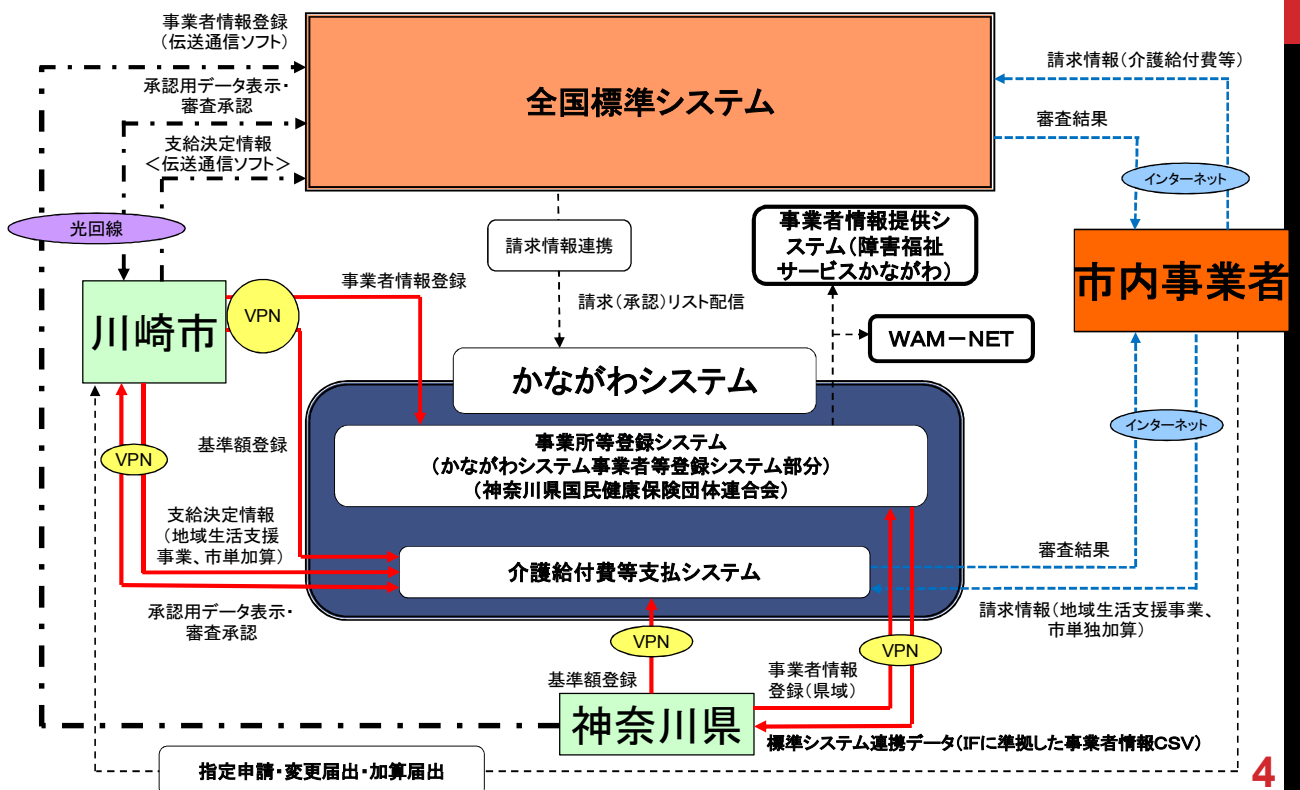 事業者情報登録
(伝送通信ソフト)
承認用データ表示・
審査承認
支給決定情報
<伝送通信ソフト>
全国標準システム
請求情報(介護給付費等)
審査結果
インターネット
光回線
請求情報連携
事業者情報提供シ
ステム(障害福祉
サービスかながわ)
市内事業者
事業者情報登録
請求(承認)リスト配信
VPN
川崎市
WAM-NET
かながわシステム
インターネット
基準額登録
VPN
事業所等登録システム
(かながわシステム事業者等登録システム部分)
(神奈川県国民健康保険団体連合会)
支給決定情報
(地域生活支援
事業、市単加算)
介護給付費等支払システム
審査結果
承認用データ表示・
審査承認
請求情報(地域生活支援事業、
市単独加算)
VPN
VPN
基準額登録
事業者情報
登録(県域)
神奈川県
標準システム連携データ(IFに準拠した事業者情報CSV)
指定申請・変更届出・加算届出
4